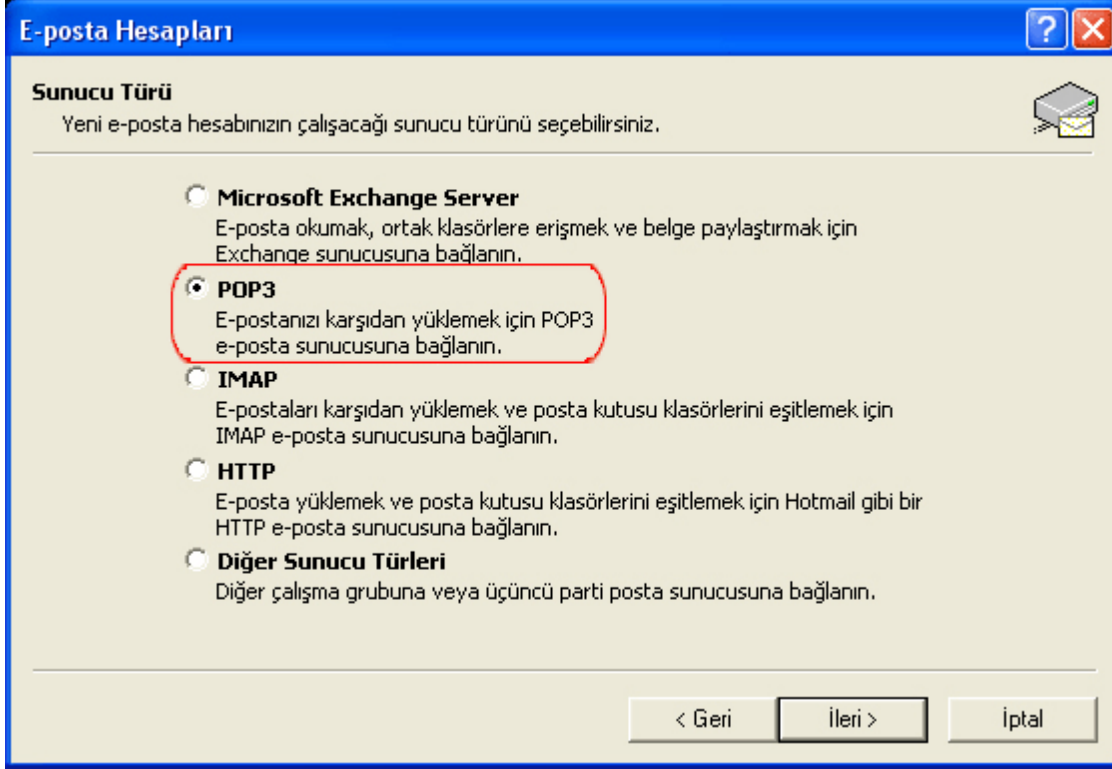 E-posta Hesapları
Sunucu Türü
Yeni e-posta hesabınızın çalışacağı sunucu türünü seçebilirsiniz.
Microsoft Exchange Server
E-posta okumak, ortak klasörlere erişmek ve belge paylaştırmak için
Exchange sunucusuna bağlanın.
POP3
E-postanızı karşıdan yüklemek için POP3
e-posta sunucusuna bağlanın.
IMAP
E-postaları karşıdan yüklemek ve posta kutusu klasörlerini eşitlemek için
IMAP e-posta sunucusuna bağlanın.
HTTP
E-posta yüklemek ve posta kutusu klasörlerini eşitlemek için Hotmail gibi bir
HTTP e-posta sunucusuna bağlanın.
Diğer Sunucu Türleri
Diğer çalışma grubuna veya üçüncü parti posta sunucusuna bağlanın.
< Geri İleri > İptal